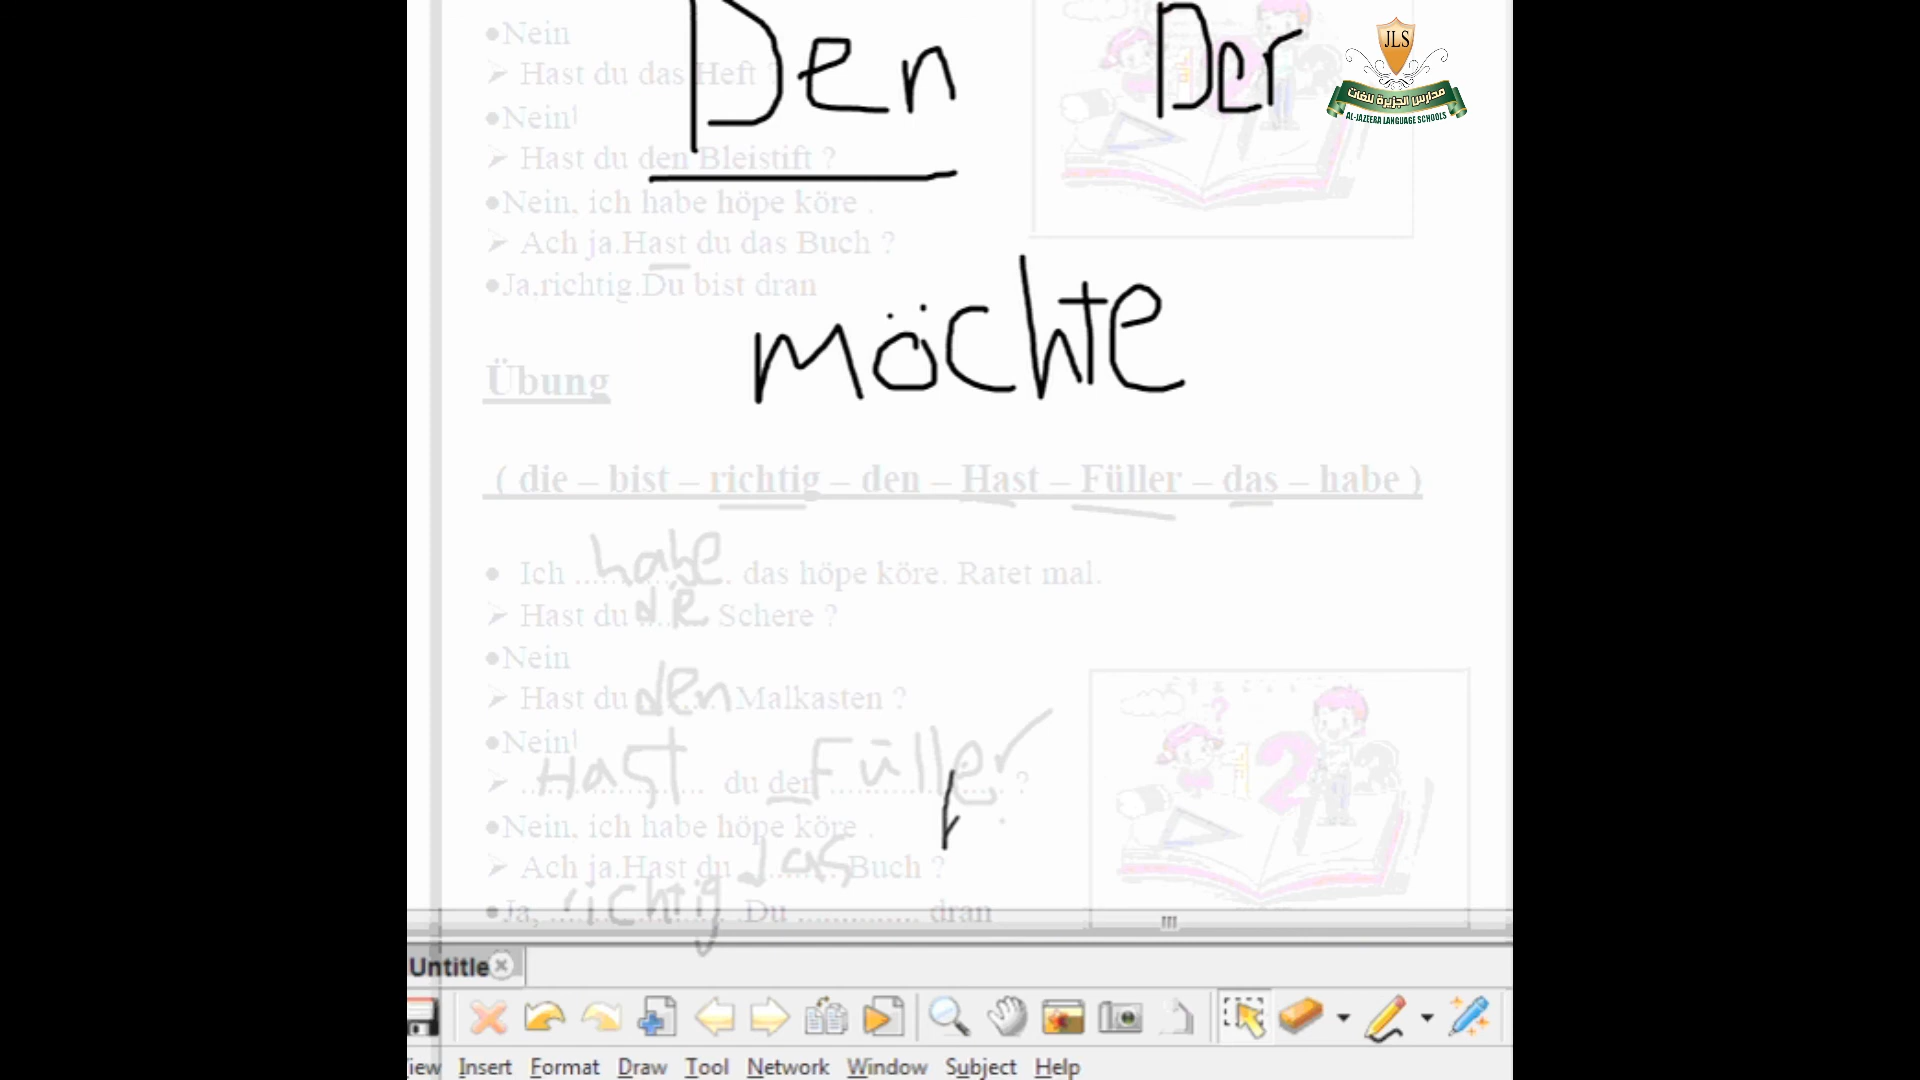 Den Der
JLS
مدارس الجزيرة للغات
AL-JAZEERA LANGUAGE SCHOOLS
●Nein
➢ Hast du das Heft ?
●Nein!
➢ Hast du den Bleistift ?
●Nein, ich habe höpe köre .
➢ Ach ja.Hast du das Buch ?
●Ja,richtig.Du bist dran
möchte
Übung
( die – bist – richtig – den – Hast – Füller – das – habe )
● Ich habe das höpe köre. Ratet mal.
➢ Hast du die Schere ?
●Nein
➢ Hast du den Malkasten ?
●Nein!
➢ Hast du den Füller ?
●Nein, ich habe höpe köre .
➢ Ach ja.Hast du das Buch ?
●Ja, richtig .Du .............. dran
Untitle
iew Insert Format Draw Tool Network Window Subject Help